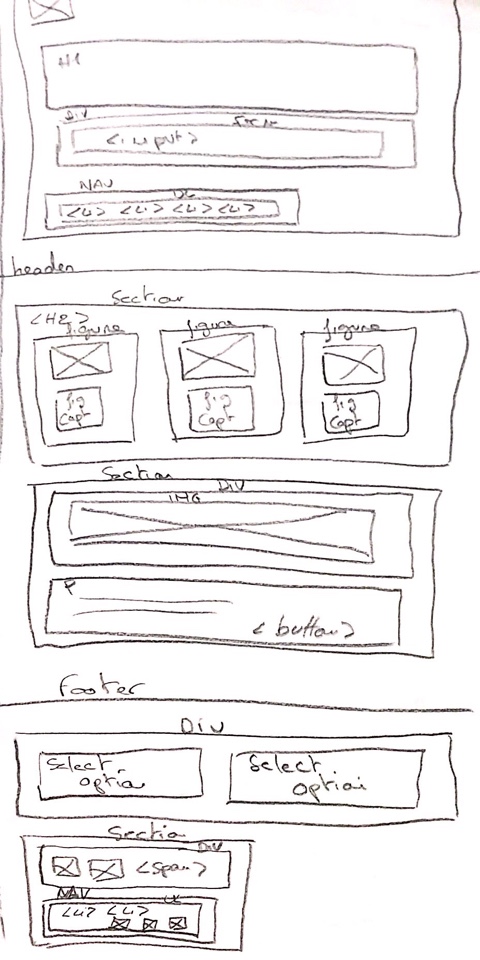 H1
Div
Form
<input>
NAV
UL
<li> <li> <li> <li>
header
Section
<H2>
figure figure figure
fig
capt
fig
capt
fig
capt
Section
Div
IMG
P
<button>
Footer
Div
Select
option
Select
option
Section
Div
<span>
NAV
UL
<li> <li>